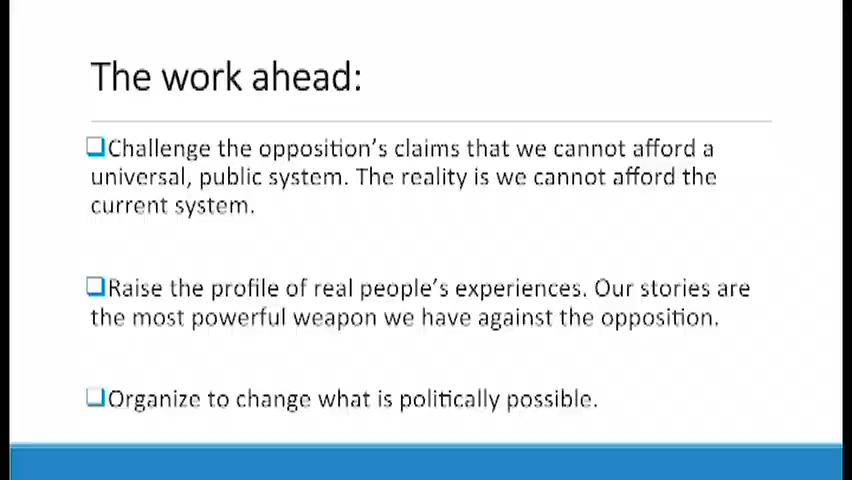 The work ahead:
❑Challenge the opposition's claims that we cannot afford a
universal, public system. The reality is we cannot afford the
current system.
❑Raise the profile of real people's experiences. Our stories are
the most powerful weapon we have against the opposition.
❑Organize to change what is politically possible.